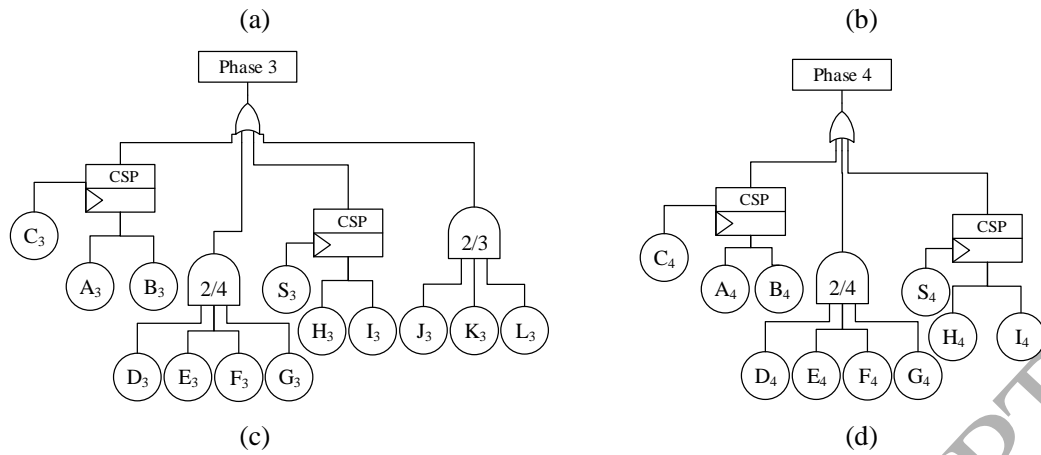 (a) (b)
Phase 3 Phase 4
CSP
CSP
C₃
CSP
CSP
C₄
2/3
2/4
S₃
2/4
S₄
A₃ B₃
A₄ B₄
H₃ I₃ J₃ K₃ L₃
H₄ I₄
D₃ E₃ F₃ G₃
D₄ E₄ F₄ G₄
(c) (d)